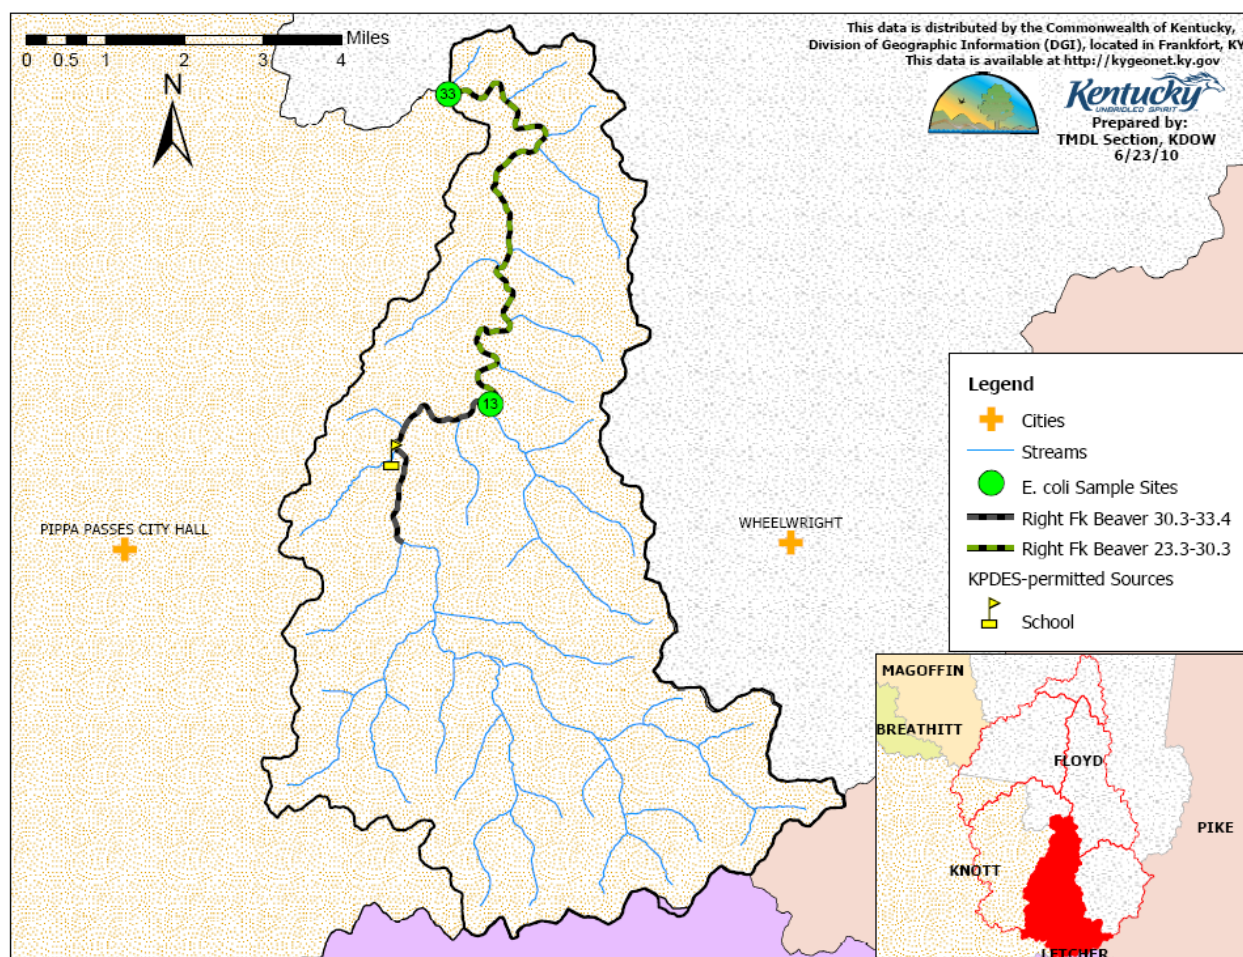 Miles
0 0.5 1 2 3 4
N
This data is distributed by the Commonwealth of Kentucky,
Division of Geographic Information (DGI), located in Frankfort, KY
This data is available at http://kygeonet.ky.gov
Kentucky
UNBRIDLED SPIRIT
Prepared by:
TMDL Section, KDOW
6/23/10
33
13
PIPPA PASSES CITY HALL
WHEELWRIGHT
Legend
Cities
Streams
E. coli Sample Sites
Right Fk Beaver 30.3-33.4
Right Fk Beaver 23.3-30.3
KPDES-permitted Sources
School
MAGOFFIN
BREATHITT
FLOYD
PIKE
KNOTT
LETCHER